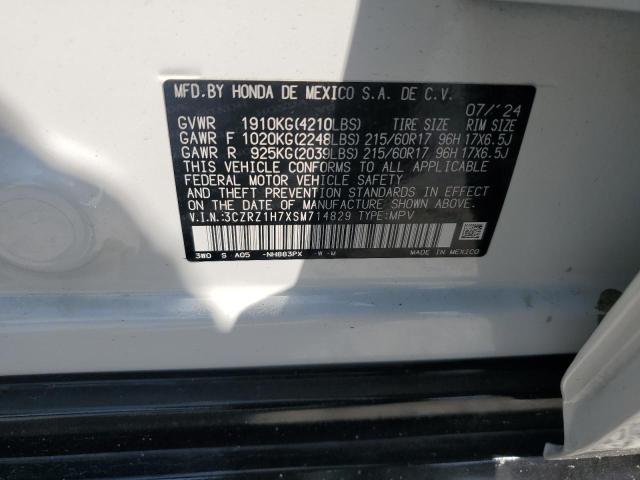 MFD.BY HONDA DE MEXICO S.A. DE C.V.
07/'24
GVWR 1910KG(4210LBS) TIRE SIZE RIM SIZE
GAWR F 1020KG(2248LBS) 215/60R17 96H 17X6.5J
GAWR R 925KG(2039LBS) 215/60R17 96H 17X6.5J
THIS VEHICLE CONFORMS TO ALL APPLICABLE
FEDERAL MOTOR VEHICLE SAFETY
AND THEFT PREVENTION STANDARDS IN EFFECT
ON THE DATE OF MANUFACTURE SHOWN ABOVE.
V.I.N.:3CZRZ1H7XSM714829 TYPE:MPV
3W0 S A05 -NH883PX -W-M MADE IN MEXICO